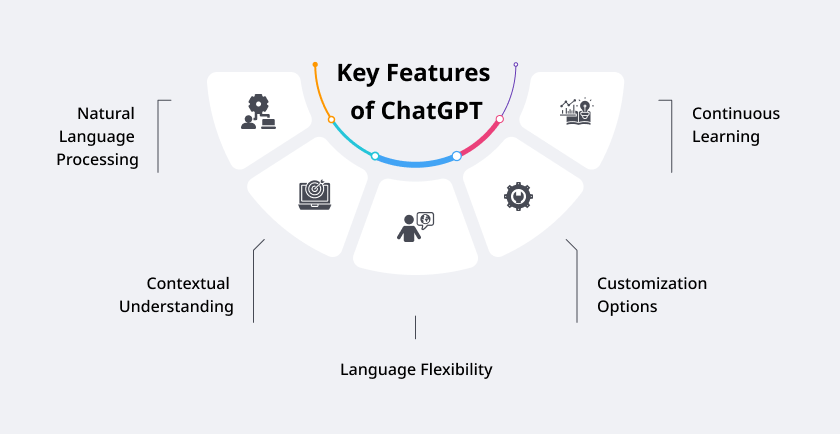 Key Features
of ChatGPT
Natural
Language
Processing
Contextual
Understanding
Language Flexibility
Customization
Options
Continuous
Learning